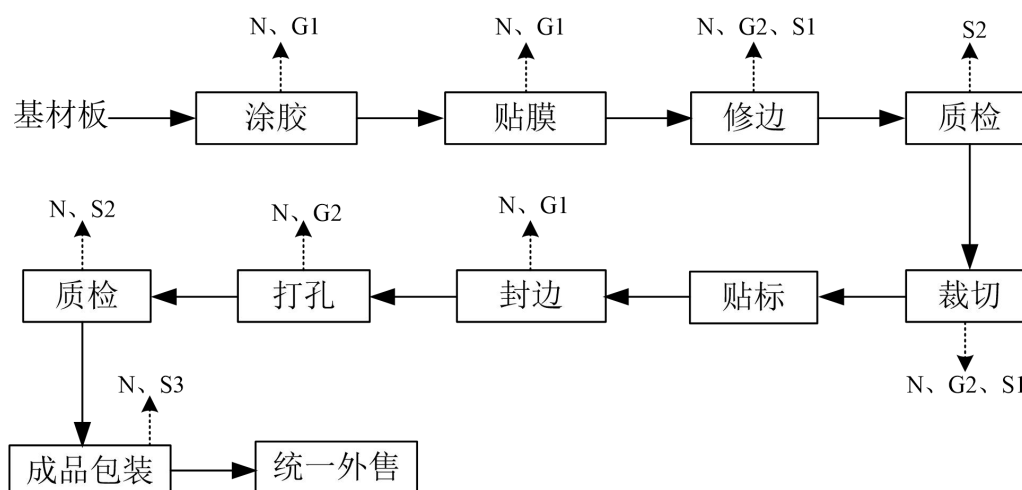 N、G1
N、G1
N、G2、S1
S2
基材板
涂胶
贴膜
修边
质检
N、S2
N、G2
N、G1
质检
打孔
封边
贴标
裁切
N、S3
N、G2、S1
成品包装
统一外售